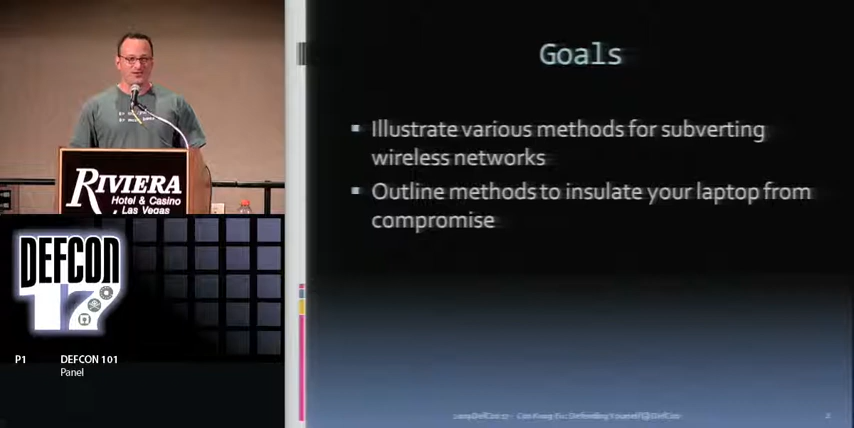 Goals
Illustrate various methods for subverting
wireless networks
Outline methods to insulate your laptop from
compromise
RIVIERA
Hotel & Casino
Las Vegas
DEFCON
17
P1 DEFCON 101
Panel
2